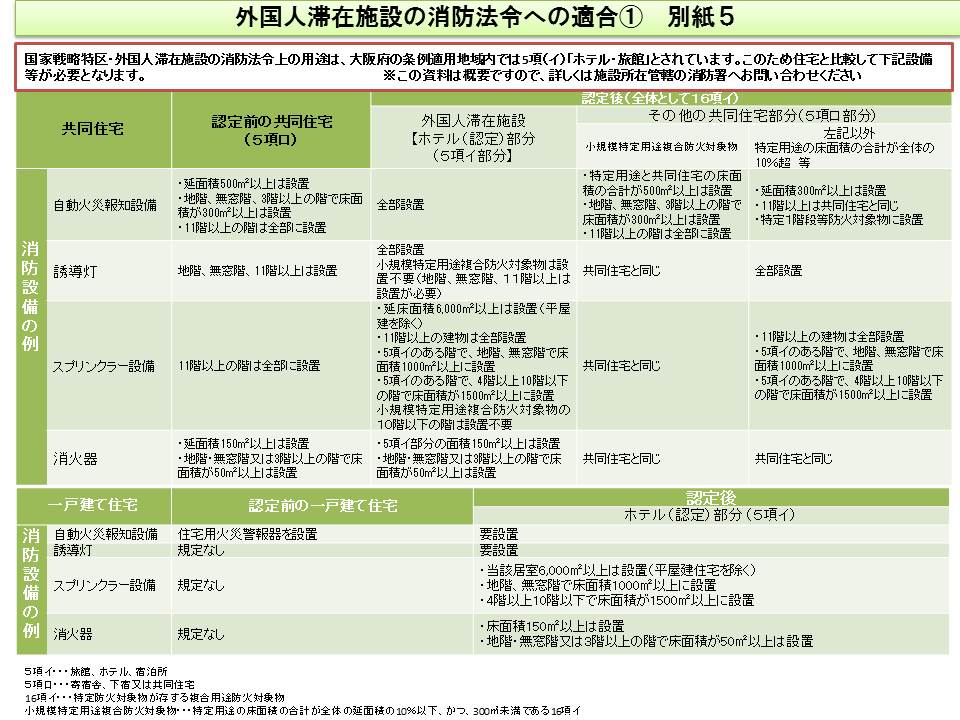 外国人滞在施設の消防法令への適合① 別紙５
国家戦略特区・外国人滞在施設の消防法令上の用途は、大阪府の条例適用地域内では5項(イ)「ホテル・旅館」とされています。このため住宅と比較して下記設備
等が必要となります。 ※この資料は概要ですので、詳しくは施設所在管轄の消防署へお問い合わせください
共同住宅
認定前の共同住宅
（５項ロ）
認定後（全体として１６項イ）
外国人滞在施設
【ホテル（認定）部分
（５項イ部分】
その他の共同住宅部分（５項ロ部分）
小規模特定用途複合防火対象物
左記以外
特定用途の床面積の合計が全体の
10％超 等
消防設備の例
自動火災報知設備
・延面積500㎡以上は設置
・地階、無窓階、3階以上の階で床面
積が300㎡以上は設置
・11階以上の階は全部に設置
全部設置
・特定用途と共同住宅の床面
積の合計が500㎡以上は設置
・地階、無窓階、3階以上の階で
床面積が300㎡以上は設置
・11階以上の階は全部に設置
・延面積300㎡以上は設置
・11階以上は共同住宅と同じ
・特定1階段等防火対象物に設置
誘導灯
地階、無窓階、11階以上は設置
全部設置
小規模特定用途複合防火対象物は設
置不要（地階、無窓階、１１階以上は
設置が必要）
共同住宅と同じ
全部設置
スプリンクラー設備
11階以上の階は全部に設置
・延床面積6,000㎡以上は設置（平屋
建を除く）
・11階以上の建物は全部設置
・5項イのある階で、地階、無窓階で床
面積1000㎡以上に設置
・5項イのある階で、4階以上10階以下
の階で床面積が1500㎡以上に設置
小規模特定用途複合防火対象物の
１０階以下の階は設置不要
共同住宅と同じ
・11階以上の建物は全部設置
・5項イのある階で、地階、無窓階で床
面積1000㎡以上に設置
・5項イのある階で、4階以上10階以下
の階で床面積が1500㎡以上に設置
消火器
・延面積150㎡以上は設置
・地階・無窓階又は3階以上の階で床
面積が50㎡以上は設置
・5項イ部分の面積150㎡以上は設置
・地階・無窓階又は3階以上の階で床
面積が50㎡以上は設置
共同住宅と同じ
共同住宅と同じ
一戸建て住宅
認定前の一戸建て住宅
認定後
ホテル（認定）部分（５項イ）
消防設備の例
自動火災報知設備
住宅用火災警報器を設置
要設置
誘導灯
規定なし
要設置
スプリンクラー設備
規定なし
・当該居室6,000㎡以上は設置（平屋建住宅を除く）
・地階、無窓階で床面積1000㎡以上に設置
・4階以上10階以下で床面積が1500㎡以上に設置
消火器
規定なし
・床面積150㎡以上は設置
・地階・無窓階又は３階以上の階で床面積が50㎡以上は設置
５項イ・・・旅館、ホテル、宿泊所
５項ロ・・・寄宿舎、下宿又は共同住宅
16項イ・・・特定防火対象物が存する複合用途防火対象物
小規模特定用途複合防火対象物・・・特定用途の床面積の合計が全体の延面積の10％以下、かつ、300㎡未満である16項イ